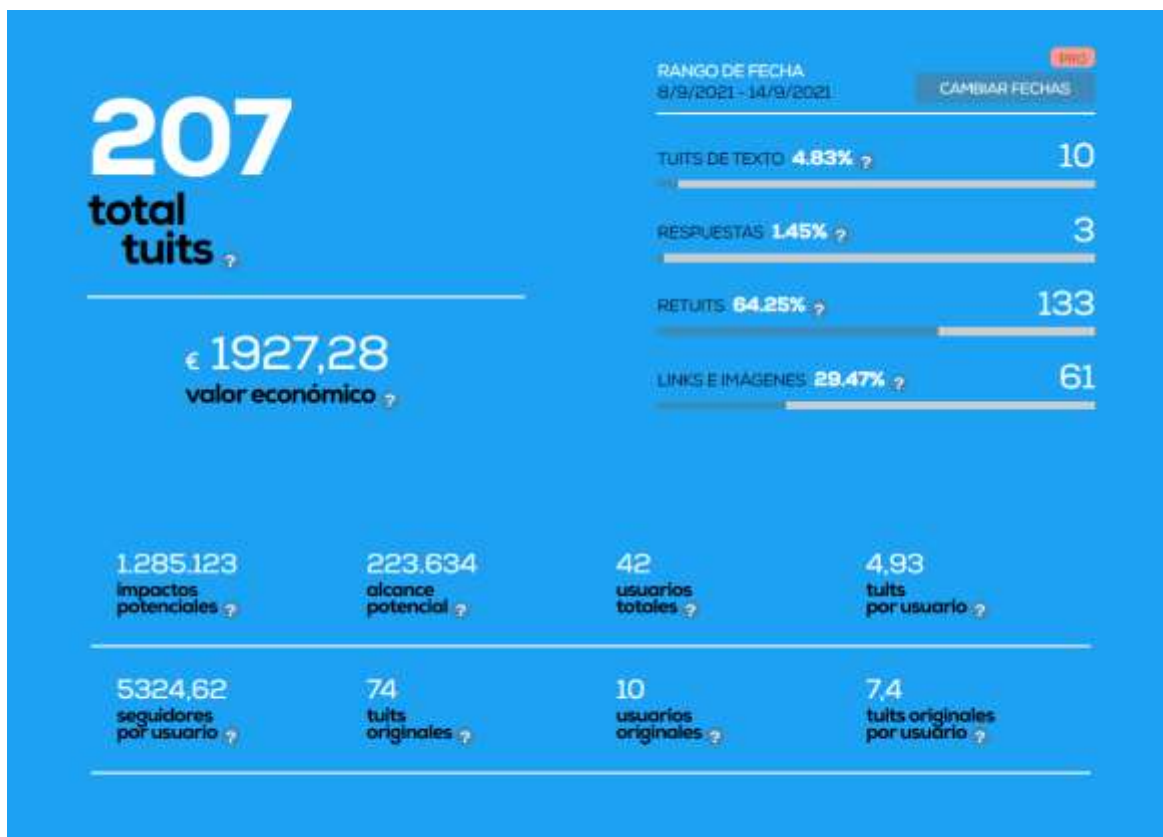 207
total
tuits ?
€ 1927,28
valor económico ?
PRO
RANGO DE FECHA
8/9/2021 - 14/9/2021
CAMBIAR FECHAS
TUITS DE TEXTO 4.83% ?
10
RESPUESTAS 1.45% ?
3
RETUITS 64.25% ?
133
LINKS E IMÁGENES 29.47% ?
61
1.285.123
impactos
potenciales ?
223.634
alcance
potencial ?
42
usuarios
totales ?
4,93
tuits
por usuario ?
5324,62
seguidores
por usuario ?
74
tuits
originales ?
10
usuarios
originales ?
7,4
tuits originales
por usuario ?